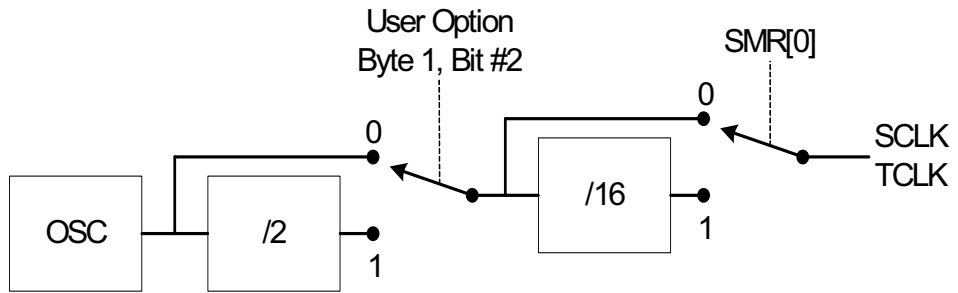 User Option
Byte 1, Bit #2
SMR[0]
0
0
SCLK
TCLK
OSC
/2
1
/16
1